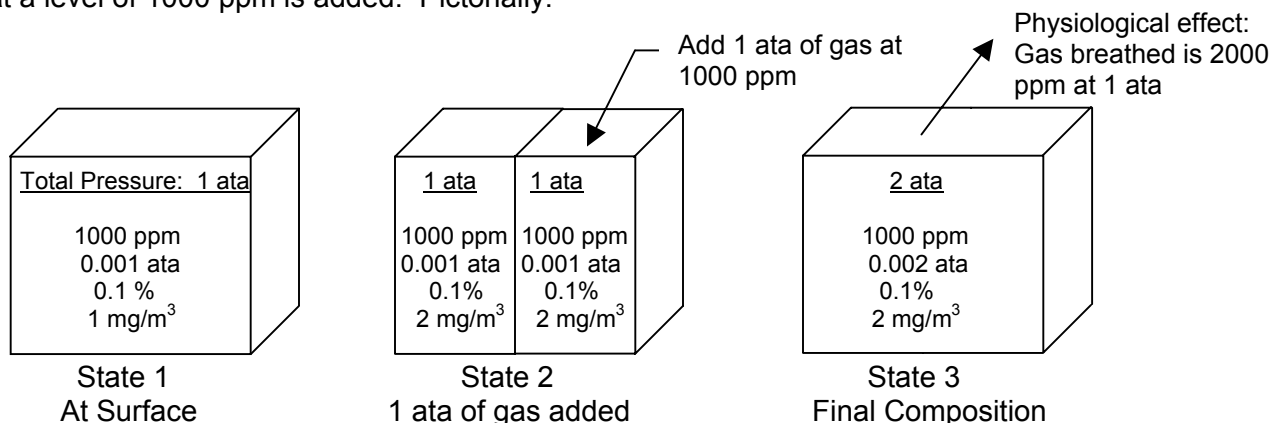 at a level of 1000 ppm is added. Pictorially:
Physiological effect:
Gas breathed is 2000
ppm at 1 ata
Add 1 ata of gas at
1000 ppm
Total Pressure: 1 ata
1000 ppm
0.001 ata
0.1 %
1 mg/m³
State 1
At Surface
1 ata 1 ata
1000 ppm 1000 ppm
0.001 ata 0.001 ata
0.1% 0.1%
2 mg/m³ 2 mg/m³
State 2
1 ata of gas added
2 ata
1000 ppm
0.002 ata
0.1%
2 mg/m³
State 3
Final Composition